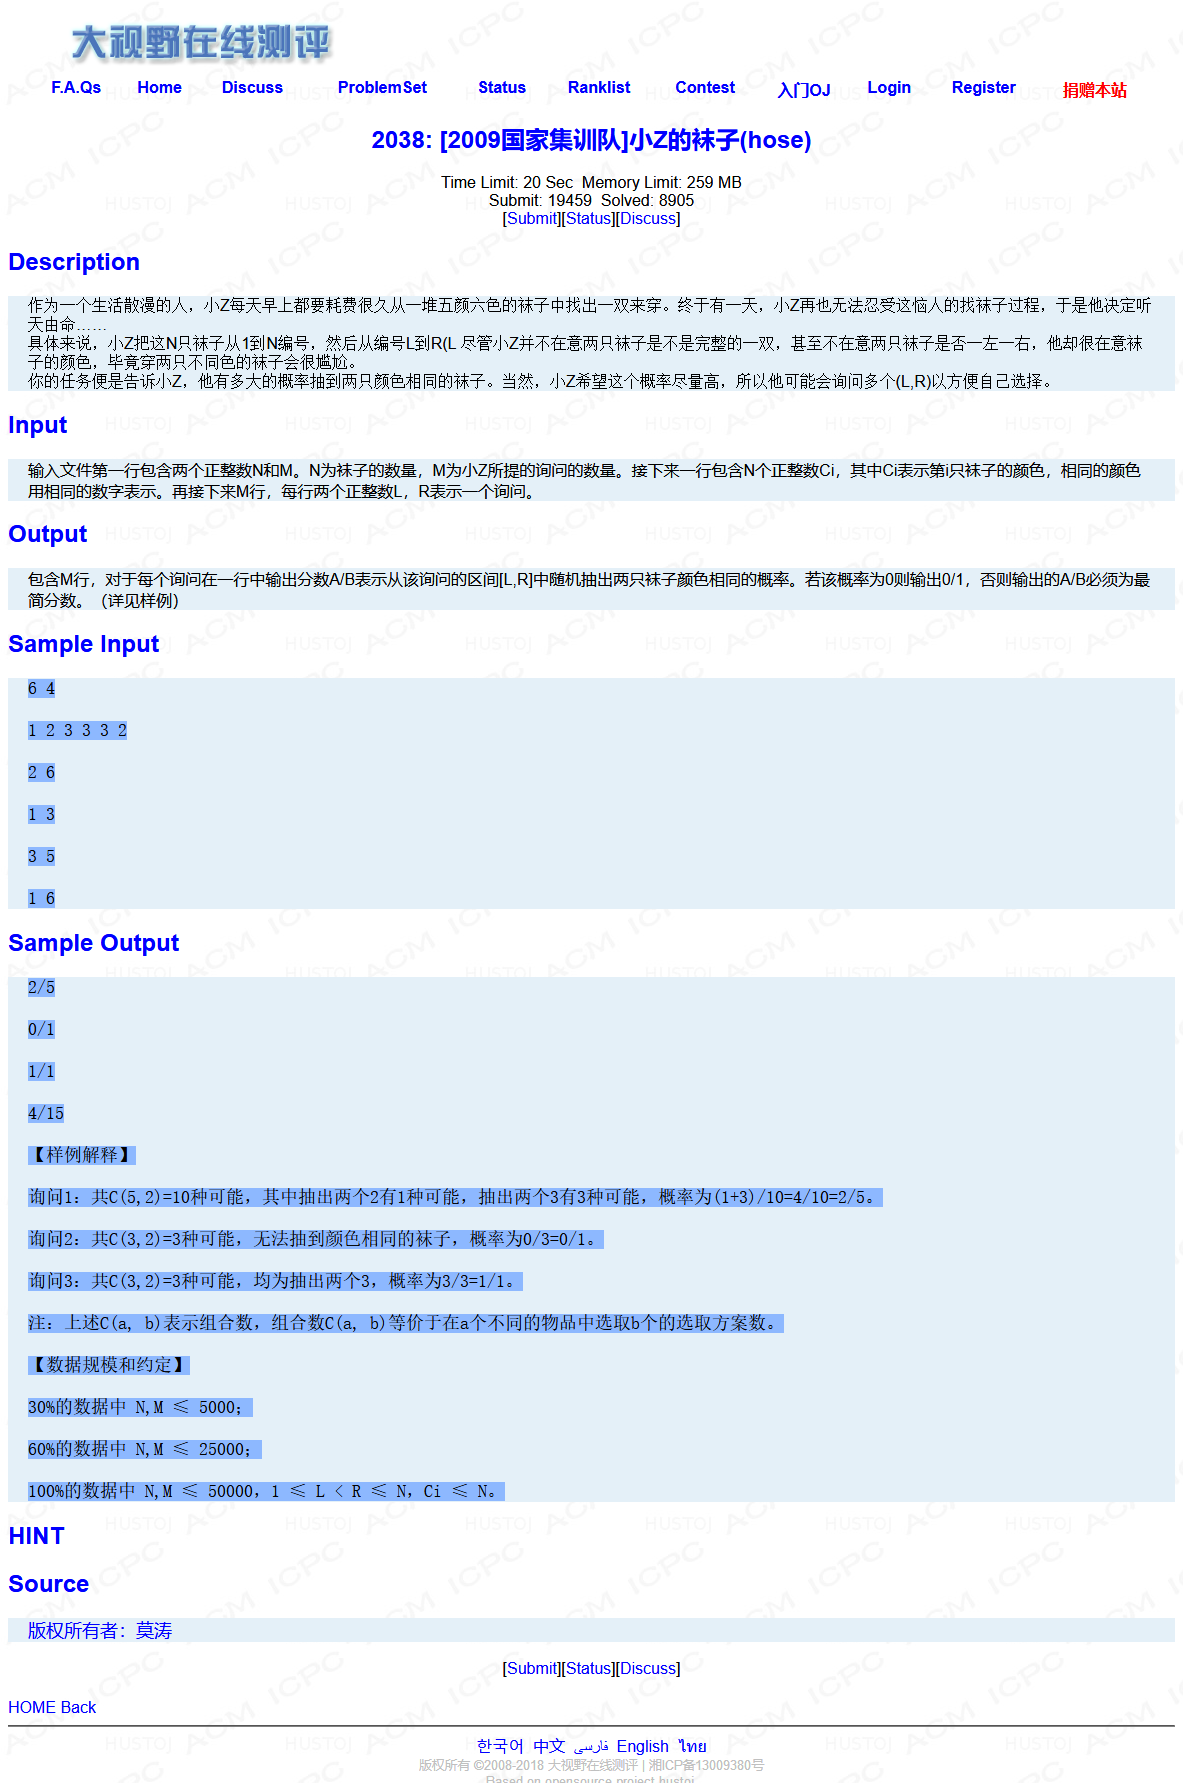 大视野在线测评
F.A.Qs Home Discuss ProblemSet Status Ranklist Contest 入门OJ Login Register 捐赠本站
2038: [2009国家集训队]小Z的袜子(hose)
Time Limit: 20 Sec  Memory Limit: 259 MB
Submit: 19459  Solved: 8905
[Submit][Status][Discuss]
Description
作为一个生活散漫的人，小Z每天早上都要耗费很久从一堆五颜六色的袜子中找出一双来穿。终于有一天，小Z再也无法忍受这恼人的找袜子过程，于是他决定听
天由命……
具体来说，小Z把这N只袜子从1到N编号，然后从编号L到R(L 尽管小Z并不在意两只袜子是不是完整的一双，甚至不在意两只袜子是否一左一右，他却很在意袜
子的颜色，毕竟穿两只不同色的袜子会很尴尬。
你的任务便是告诉小Z，他有多大的概率抽到两只颜色相同的袜子。当然，小Z希望这个概率尽量高，所以他可能会询问多个(L,R)以方便自己选择。
Input
输入文件第一行包含两个正整数N和M。N为袜子的数量，M为小Z所提的询问的数量。接下来一行包含N个正整数Ci，其中Ci表示第i只袜子的颜色，相同的颜色
用相同的数字表示。再接下来M行，每行两个正整数L，R表示一个询问。
Output
包含M行，对于每个询问在一行中输出分数A/B表示从该询问的区间[L,R]中随机抽出两只袜子颜色相同的概率。若该概率为0则输出0/1，否则输出的A/B必须为最
简分数。（详见样例）
Sample Input
6 4
1 2 3 3 3 2
2 6
1 3
3 5
1 6
Sample Output
2/5
0/1
1/1
4/15
【样例解释】
询问1：共C(5,2)=10种可能，其中抽出两个2有1种可能，抽出两个3有3种可能，概率为(1+3)/10=4/10=2/5。
询问2：共C(3,2)=3种可能，无法抽到颜色相同的袜子，概率为0/3=0/1。
询问3：共C(3,2)=3种可能，均为抽出两个3，概率为3/3=1/1。
注：上述C(a, b)表示组合数，组合数C(a, b)等价于在a个不同的物品中选取b个的选取方案数。
【数据规模和约定】
30%的数据中 N,M ≤ 5000；
60%的数据中 N,M ≤ 25000；
100%的数据中 N,M ≤ 50000，1 ≤ L < R ≤ N，Ci ≤ N。
HINT
Source
版权所有者：莫涛
[Submit][Status][Discuss]
HOME Back
한국어 中文 فارسی English ไทย
版权所有 ©2008-2018 大视野在线测评 | 湘ICP备13009380号
Based on opensource project hustoj